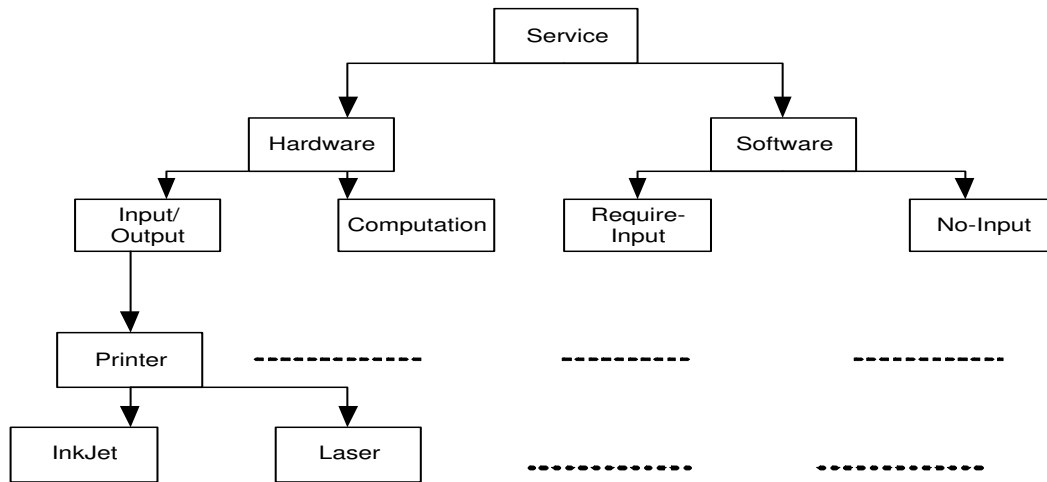 Service
Hardware
Software
Input/
Output
Computation
Require-
Input
No-Input
Printer
InkJet
Laser